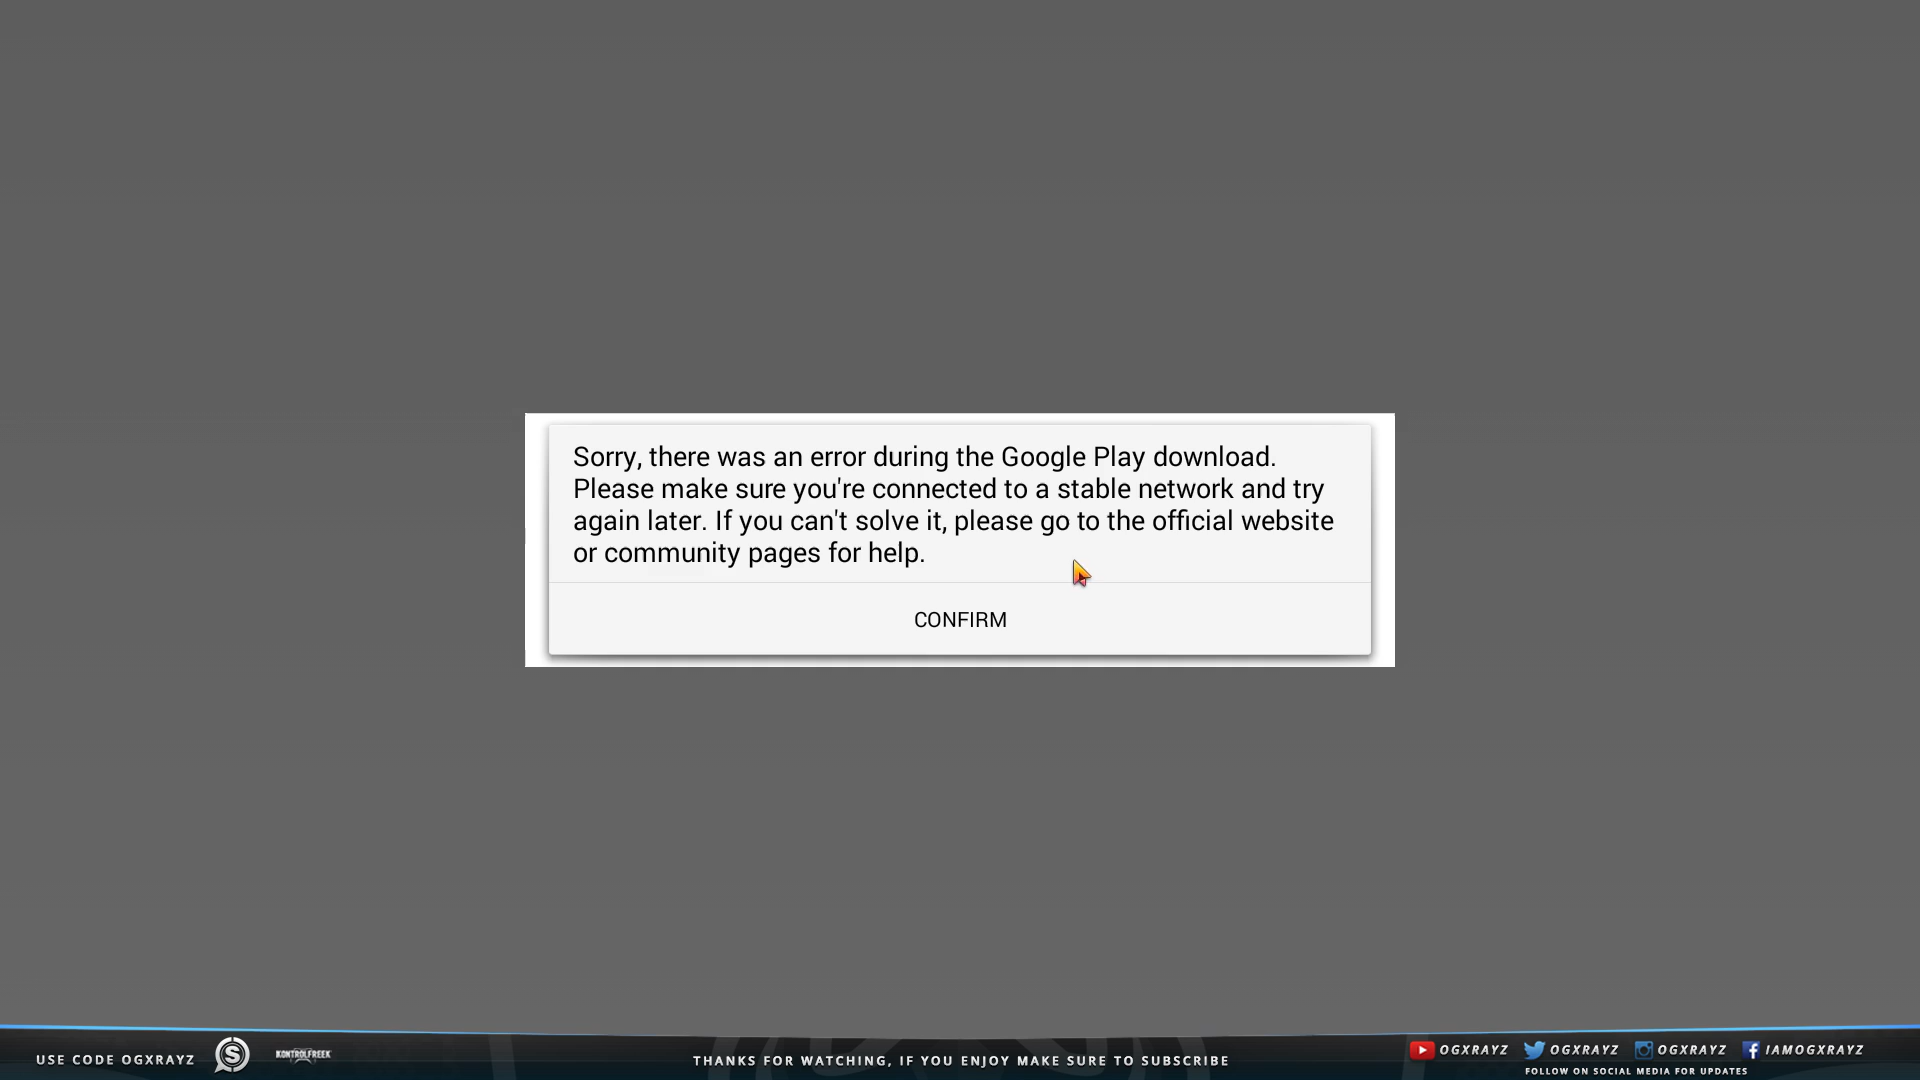 Sorry, there was an error during the Google Play download.
Please make sure you're connected to a stable network and try
again later. If you can't solve it, please go to the official website
or community pages for help.
CONFIRM
USE CODE OGXRAYZ
KONTROLFREEK
THANKS FOR WATCHING, IF YOU ENJOY MAKE SURE TO SUBSCRIBE
OGXRAYZ OGXRAYZ OGXRAYZ IAMOGXRAYZ
FOLLOW ON SOCIAL MEDIA FOR UPDATES